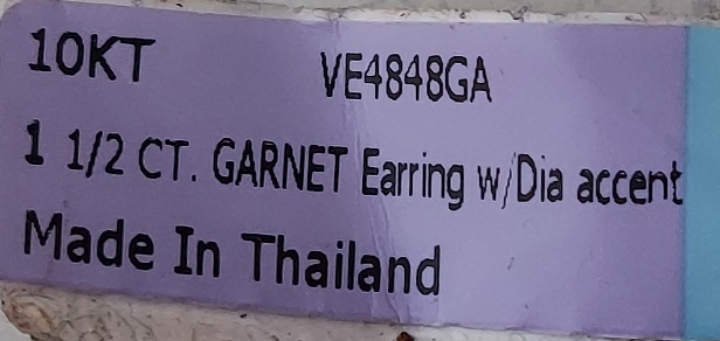 10KT VE4848GA
1 1/2 CT. GARNET Earring w/Dia accent
Made In Thailand